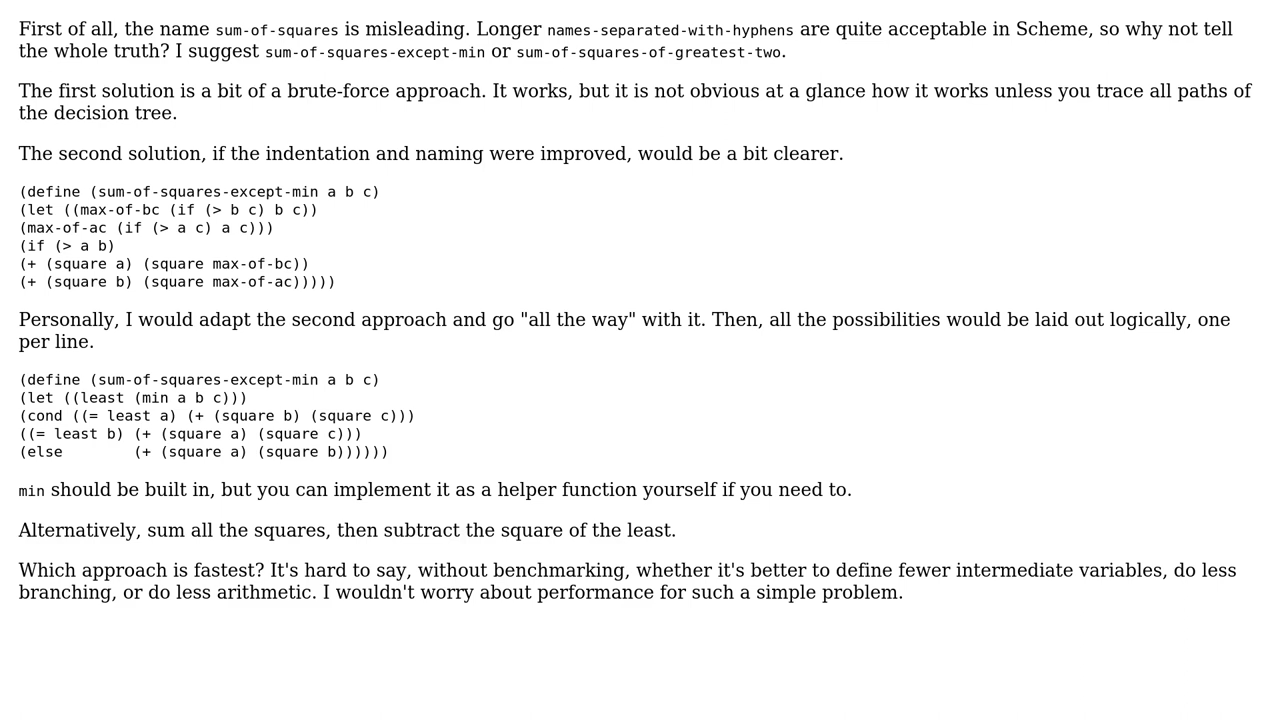 First of all, the name sum-of-squares is misleading. Longer names-separated-with-hyphens are quite acceptable in Scheme, so why not tell
the whole truth? I suggest sum-of-squares-except-min or sum-of-squares-of-greatest-two.
The first solution is a bit of a brute-force approach. It works, but it is not obvious at a glance how it works unless you trace all paths of
the decision tree.
The second solution, if the indentation and naming were improved, would be a bit clearer.
(define (sum-of-squares-except-min a b c)
(let ((max-of-bc (if (> b c) b c))
(max-of-ac (if (> a c) a c)))
(if (> a b)
(+ (square a) (square max-of-bc))
(+ (square b) (square max-of-ac)))))
Personally, I would adapt the second approach and go "all the way" with it. Then, all the possibilities would be laid out logically, one
per line.
(define (sum-of-squares-except-min a b c)
(let ((least (min a b c)))
(cond ((= least a) (+ (square b) (square c)))
((= least b) (+ (square a) (square c)))
(else        (+ (square a) (square b))))))
min should be built in, but you can implement it as a helper function yourself if you need to.
Alternatively, sum all the squares, then subtract the square of the least.
Which approach is fastest? It's hard to say, without benchmarking, whether it's better to define fewer intermediate variables, do less
branching, or do less arithmetic. I wouldn't worry about performance for such a simple problem.